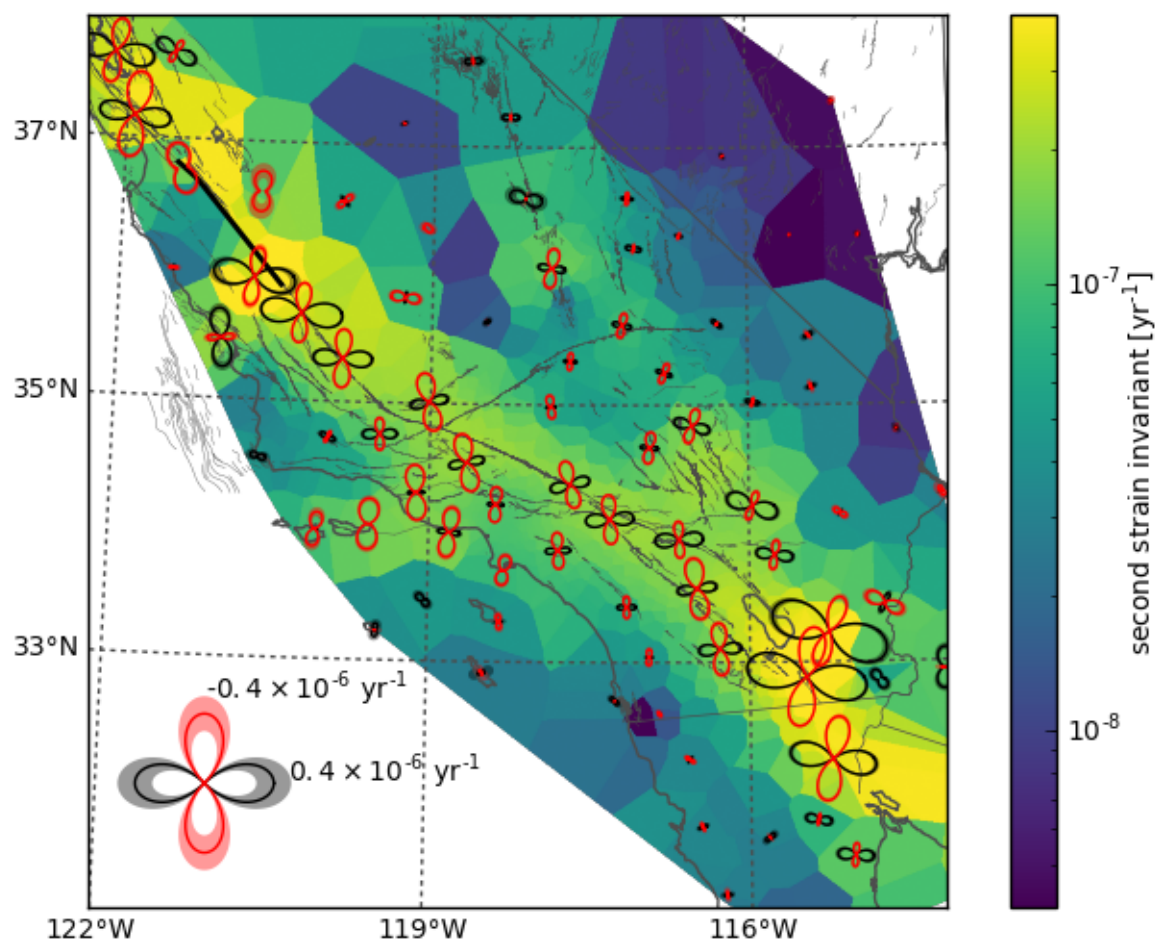 37°N
35°N
33°N
-0.4 × 10⁻⁶ yr⁻¹
0.4 × 10⁻⁶ yr⁻¹
122°W
119°W
116°W
10⁻⁷
10⁻⁸
second strain invariant [yr⁻¹]